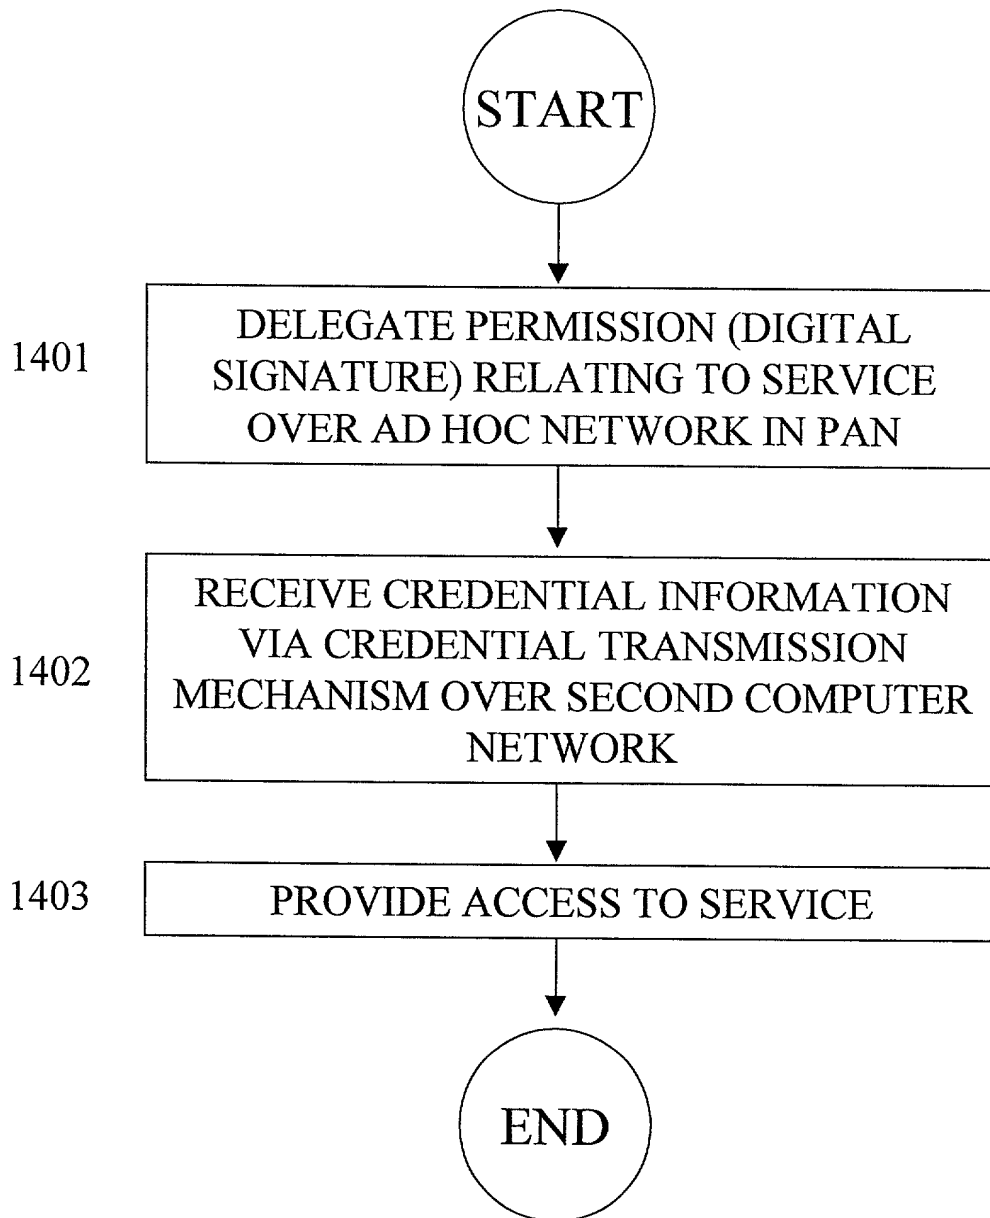 START
1401
DELEGATE PERMISSION (DIGITAL
SIGNATURE) RELATING TO SERVICE
OVER AD HOC NETWORK IN PAN
1402
RECEIVE CREDENTIAL INFORMATION
VIA CREDENTIAL TRANSMISSION
MECHANISM OVER SECOND COMPUTER
NETWORK
1403
PROVIDE ACCESS TO SERVICE
END